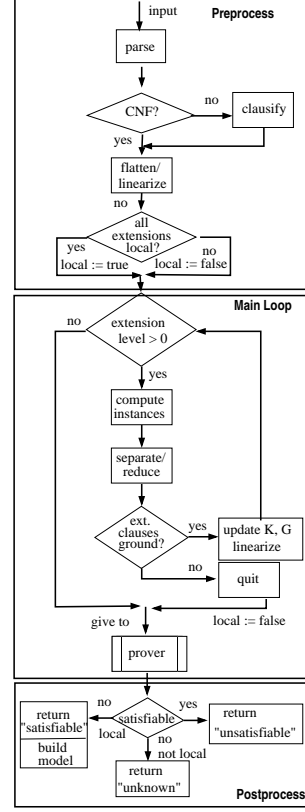 input
Preprocess
parse
CNF?
no
clausify
yes
flatten/
linearize
no
all
extensions
local?
yes
no
local := true
local := false
Main Loop
no
extension
level > 0
yes
compute
instances
separate/
reduce
ext.
clauses
ground?
yes
update K, G
linearize
no
quit
give to
local := false
prover
no
yes
return
"satisfiable"
local
satisfiable
return
"unsatisfiable"
build
model
no
not local
return
"unknown"
Postprocess